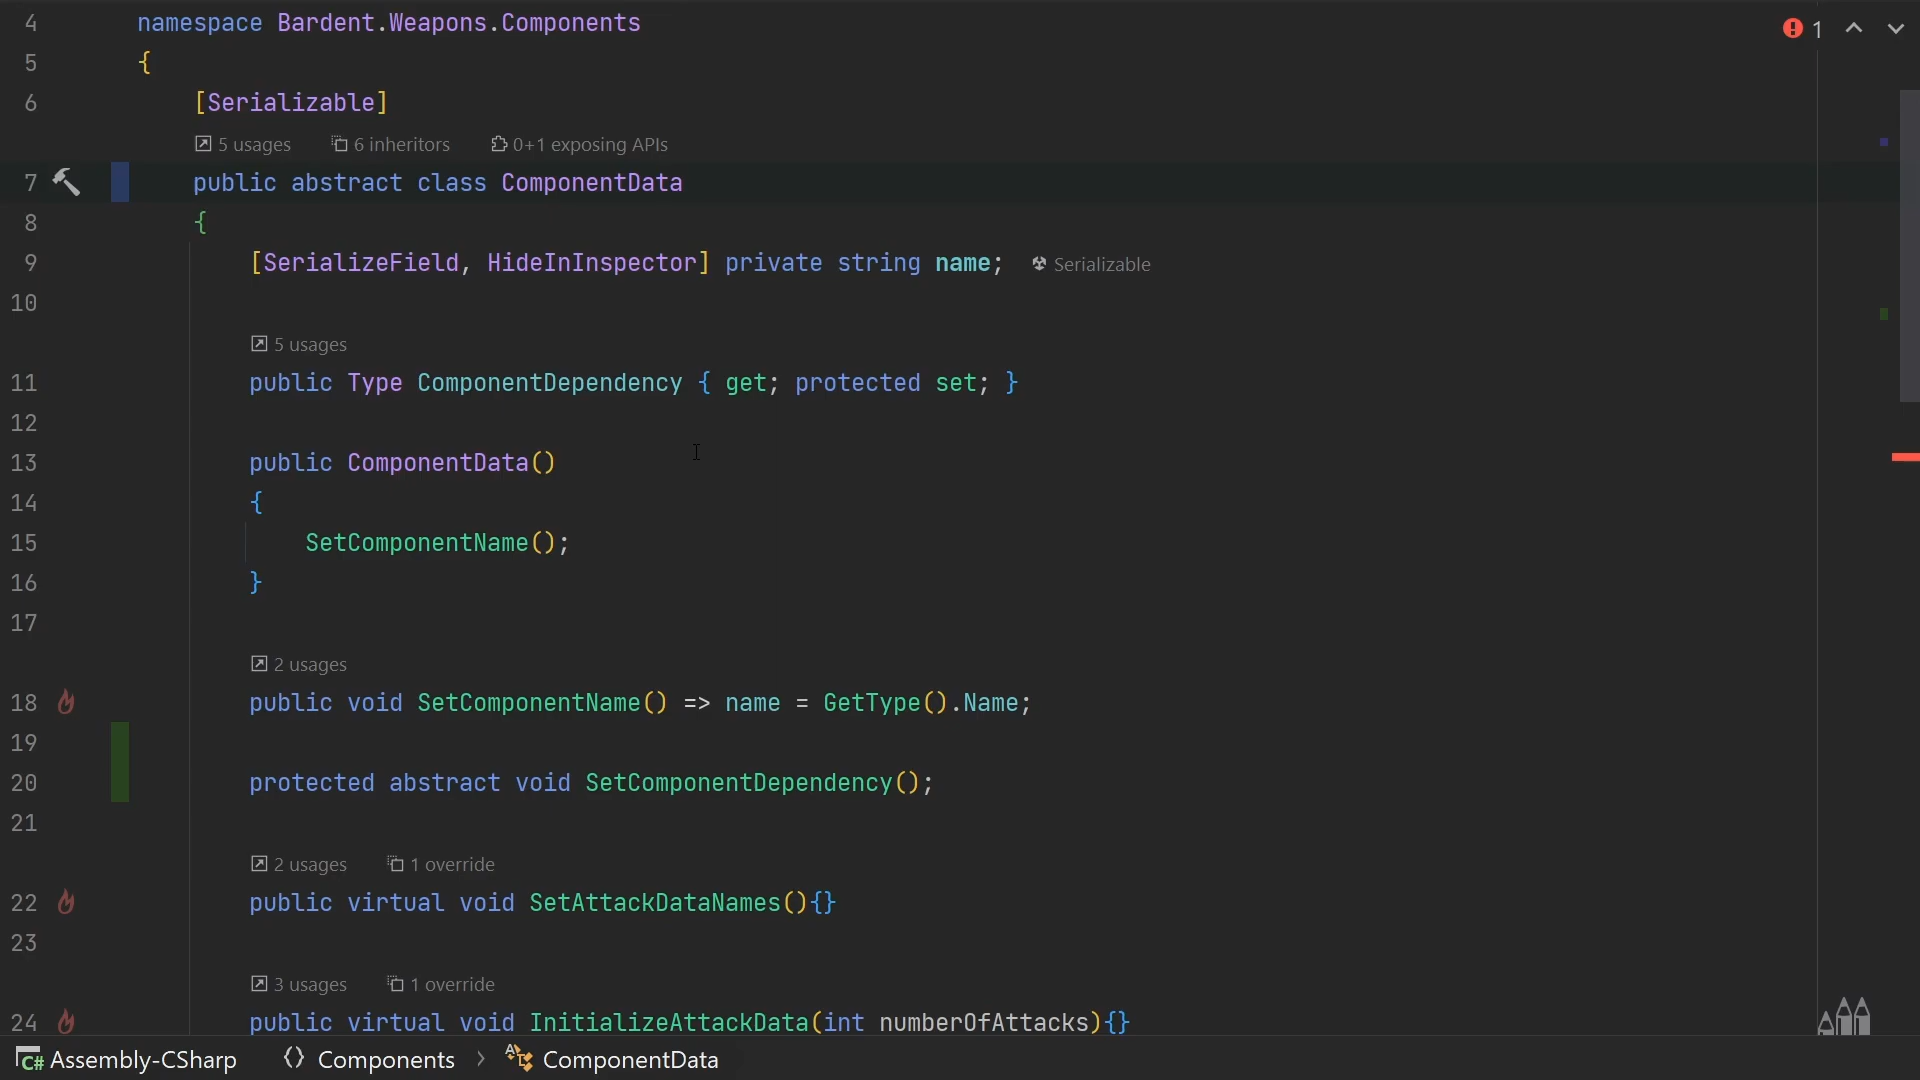 4 namespace Bardent.Weapons.Components
5 {
6 [Serializable]
5 usages 6 inheritors 0+1 exposing APIs
7 public abstract class ComponentData
8 {
9 [SerializeField, HideInInspector] private string name; Serializable
10
5 usages
11 public Type ComponentDependency { get; protected set; }
12
13 public ComponentData()
14 {
15 SetComponentName();
16 }
17
2 usages
18 public void SetComponentName() => name = GetType().Name;
19
20 protected abstract void SetComponentDependency();
21
2 usages 1 override
22 public virtual void SetAttackDataNames(){}
23
3 usages 1 override
24 public virtual void InitializeAttackData(int numberOfAttacks){}
1
C# Assembly-CSharp Components ComponentData